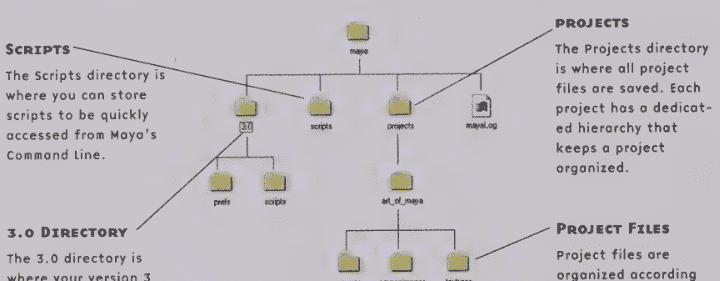 PROJECTS
SCRIPTS
The Projects directory
is where all project
files are saved. Each
project has a dedicat-
ed hierarchy that
keeps a project
organized.
The Scripts directory is
where you can store
scripts to be quickly
accessed from Maya's
Command Line.
maya
3.0
scripts
projects
mayaLog
prefs
scripts
art_of_maya
3.0 DIRECTORY
The 3.0 directory is
where your version 3
PROJECT FILES
Project files are
organized according